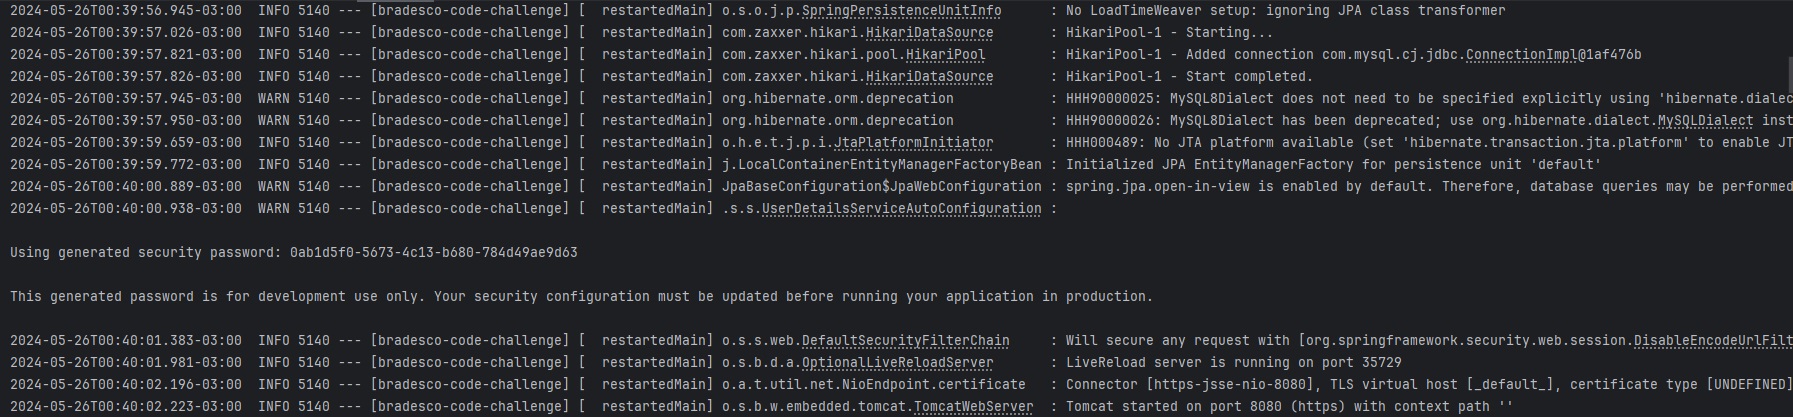 2024-05-26T00:39:56.945-03:00  INFO 5140 --- [bradesco-code-challenge] [  restartedMain] o.s.o.j.p.SpringPersistenceUnitInfo      : No LoadTimeWeaver setup: ignoring JPA class transformer
2024-05-26T00:39:57.026-03:00  INFO 5140 --- [bradesco-code-challenge] [  restartedMain] com.zaxxer.hikari.HikariDataSource       : HikariPool-1 - Starting...
2024-05-26T00:39:57.821-03:00  INFO 5140 --- [bradesco-code-challenge] [  restartedMain] com.zaxxer.hikari.pool.HikariPool        : HikariPool-1 - Added connection com.mysql.cj.jdbc.ConnectionImpl@1af476b
2024-05-26T00:39:57.826-03:00  INFO 5140 --- [bradesco-code-challenge] [  restartedMain] com.zaxxer.hikari.HikariDataSource       : HikariPool-1 - Start completed.
2024-05-26T00:39:57.945-03:00  WARN 5140 --- [bradesco-code-challenge] [  restartedMain] org.hibernate.orm.deprecation            : HHH90000025: MySQL8Dialect does not need to be specified explicitly using 'hibernate.dialec
2024-05-26T00:39:57.950-03:00  WARN 5140 --- [bradesco-code-challenge] [  restartedMain] org.hibernate.orm.deprecation            : HHH90000026: MySQL8Dialect has been deprecated; use org.hibernate.dialect.MySQLDialect inst
2024-05-26T00:39:59.659-03:00  INFO 5140 --- [bradesco-code-challenge] [  restartedMain] o.h.e.t.j.p.i.JtaPlatformInitiator       : HHH000489: No JTA platform available (set 'hibernate.transaction.jta.platform' to enable JT
2024-05-26T00:39:59.772-03:00  INFO 5140 --- [bradesco-code-challenge] [  restartedMain] j.LocalContainerEntityManagerFactoryBean : Initialized JPA EntityManagerFactory for persistence unit 'default'
2024-05-26T00:40:00.889-03:00  WARN 5140 --- [bradesco-code-challenge] [  restartedMain] JpaBaseConfiguration$JpaWebConfiguration : spring.jpa.open-in-view is enabled by default. Therefore, database queries may be performed
2024-05-26T00:40:00.938-03:00  WARN 5140 --- [bradesco-code-challenge] [  restartedMain] .s.s.UserDetailsServiceAutoConfiguration :
Using generated security password: 0ab1d5f0-5673-4c13-b680-784d49ae9d63
This generated password is for development use only. Your security configuration must be updated before running your application in production.
2024-05-26T00:40:01.383-03:00  INFO 5140 --- [bradesco-code-challenge] [  restartedMain] o.s.s.web.DefaultSecurityFilterChain     : Will secure any request with [org.springframework.security.web.session.DisableEncodeUrlFilt
2024-05-26T00:40:01.981-03:00  INFO 5140 --- [bradesco-code-challenge] [  restartedMain] o.s.b.d.a.OptionalLiveReloadServer       : LiveReload server is running on port 35729
2024-05-26T00:40:02.196-03:00  INFO 5140 --- [bradesco-code-challenge] [  restartedMain] o.a.t.util.net.NioEndpoint.certificate   : Connector [https-jsse-nio-8080], TLS virtual host [_default_], certificate type [UNDEFINED]
2024-05-26T00:40:02.223-03:00  INFO 5140 --- [bradesco-code-challenge] [  restartedMain] o.s.b.w.embedded.tomcat.TomcatWebServer  : Tomcat started on port 8080 (https) with context path ''